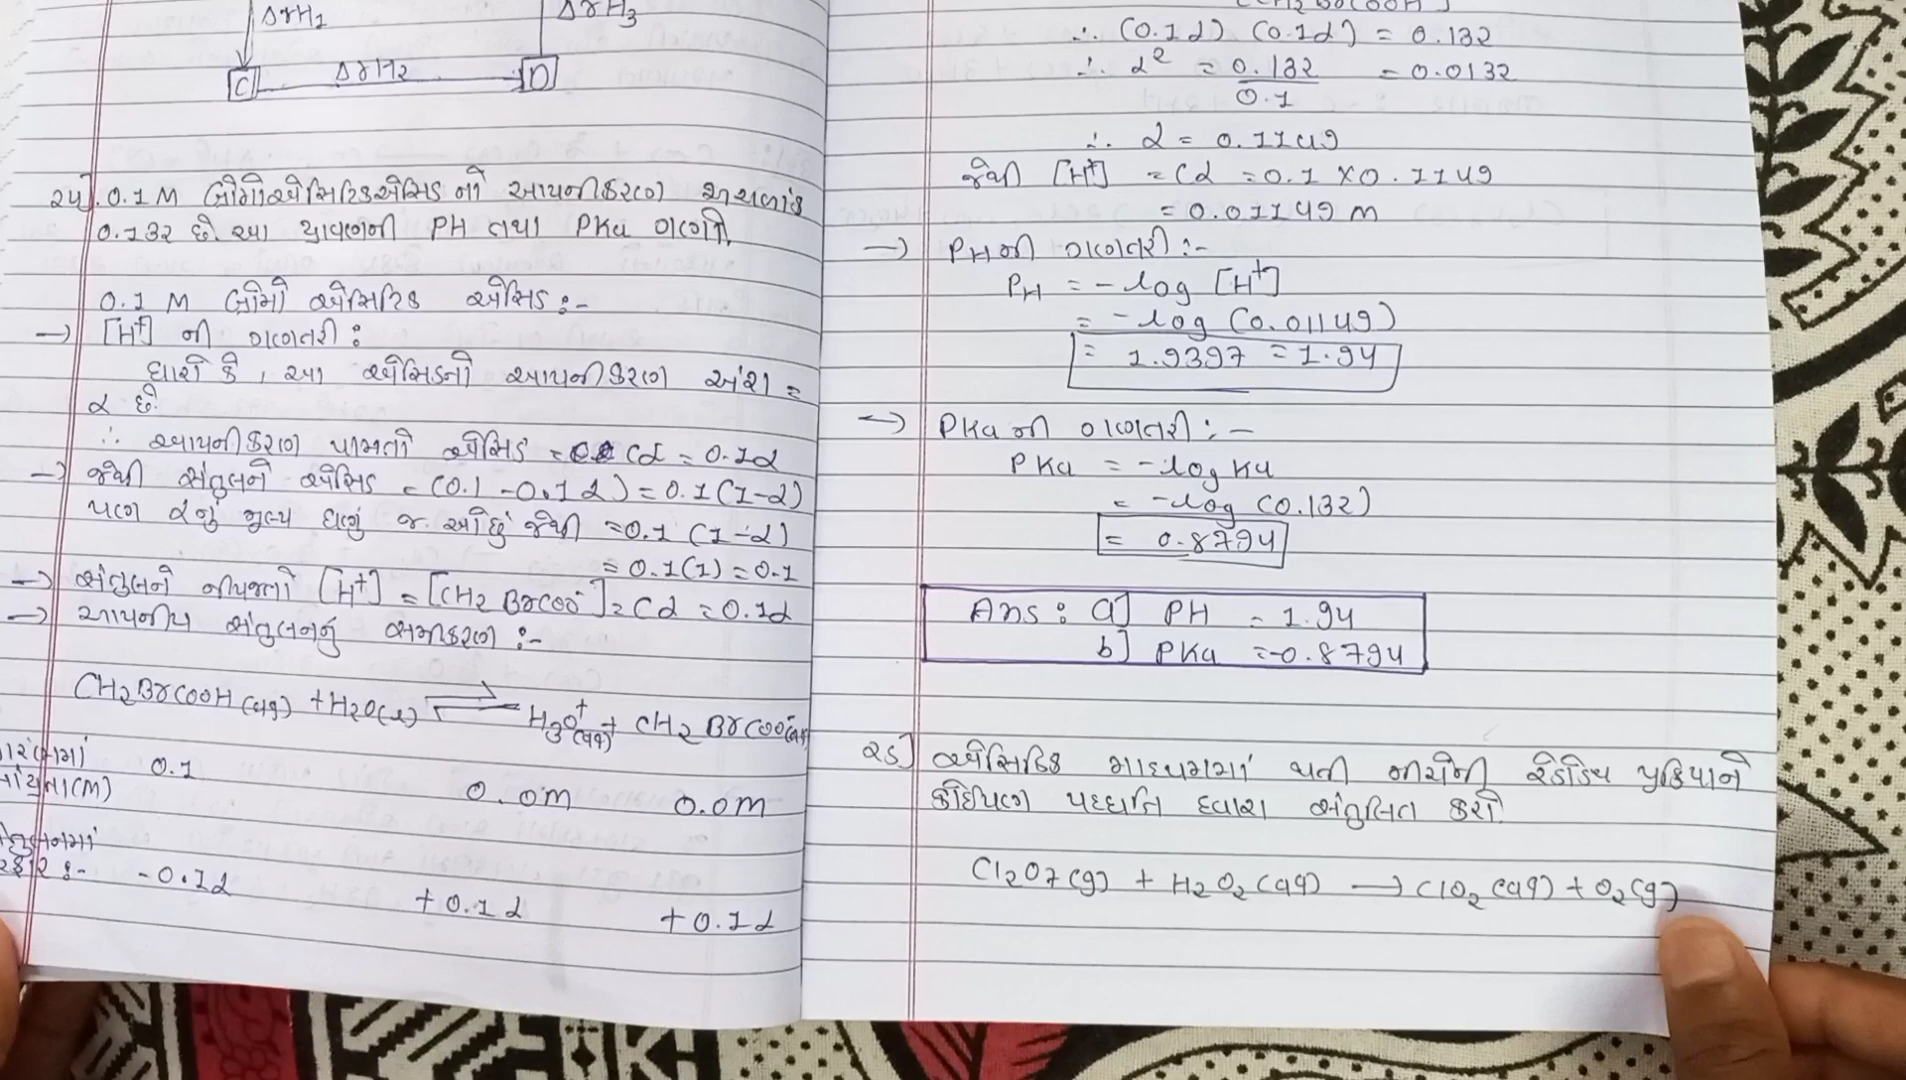 ΔrH1
ΔrH3
C
ΔrH2
D
૨૫]. 0.1 M બ્રોમોએસિટિક એસિડનો આયનીકરણ અચળાંક
0.132 છે. આ દ્રાવણની PH તથા PKa ગણો.
0.1 M બ્રોમો એસિટિક એસિડ :-
→ [H+] ની ગણતરી :
ધારો કે, આ એસિડનો આયનીકરણ અંશ =
α છે.
∴ આયનીકરણ પામતો એસિડ = Cα = 0.1α
→ જેથી સંતુલને એસિડ = (0.1 - 0.1α) = 0.1(1-α)
પણ αનું મુલ્ય ઘણું જ ઓછું જેથી = 0.1 (1-α)
= 0.1(1) = 0.1
→ સંતુલને નીપજતો [H+] = [CH2BrCOO-] = Cα = 0.1α
→ આયનીય સંતુલનનું સમીકરણ :-
CH2BrCOOH(aq) + H2O(l) ⇌ H3O+(aq) + CH2BrCOO-(aq)
0.1 0.0M 0.0M
(M)
-0.1α +0.1α +0.1α
∴ (0.1α) (0.1α) = 0.132
∴ α2 = 0.132/0.1 = 0.0132
∴ α = 0.1149
જેથી [H+] = Cα = 0.1 x 0.1149
= 0.01149 M
→ PHની ગણતરી :-
PH = -log [H+]
= -log (0.01149)
= 1.9397 = 1.94
→ PKaની ગણતરી :-
PKa = -log Ka
= -log (0.132)
= 0.8794
Ans : a] PH = 1.94
b] PKa = -0.8794
૨૬] એસિડિક માધ્યમમાં થતી નીચેની રેડોક્ષ પ્રક્રિયાને
કોઈપણ પદ્ધતિ દ્વારા સંતુલિત કરો.
Cl2O7(g) + H2O2(aq) → ClO2(aq) + O2(g)